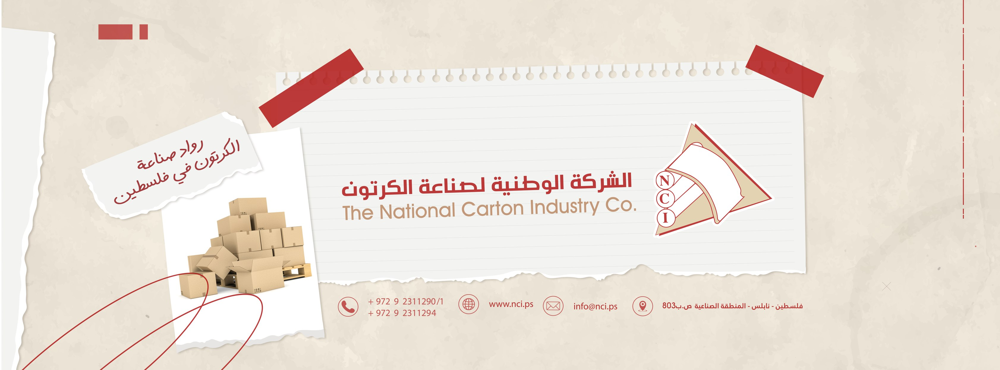 رواد صناعة
الكرتون في فلسطين
الشركة الوطنية لصناعة الكرتون
The National Carton Industry Co.
N
C
I
+ 972 9 2311290/1
+ 972 9 2311294
www.nci.ps
info@nci.ps
فلسطين - نابلس - المنطقة الصناعية ص.ب803